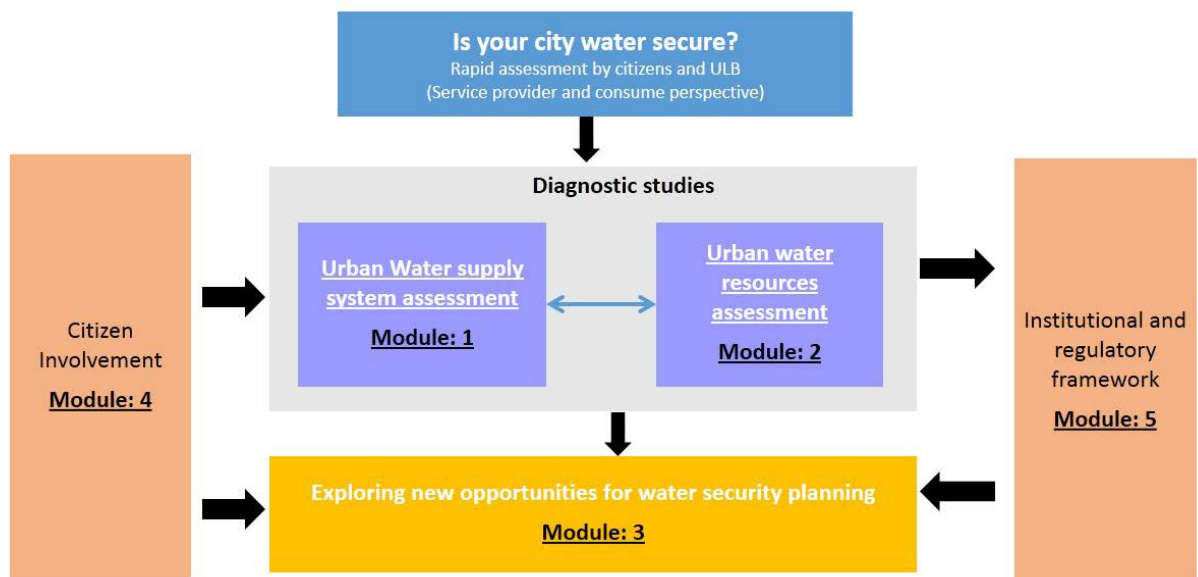 Is your city water secure?
Rapid assessment by citizens and ULB
(Service provider and consume perspective)
Diagnostic studies
Urban Water supply
system assessment
Module: 1
Urban water
resources
assessment
Module: 2
Citizen
Involvement
Module: 4
Institutional and
regulatory
framework
Module: 5
Exploring new opportunities for water security planning
Module: 3